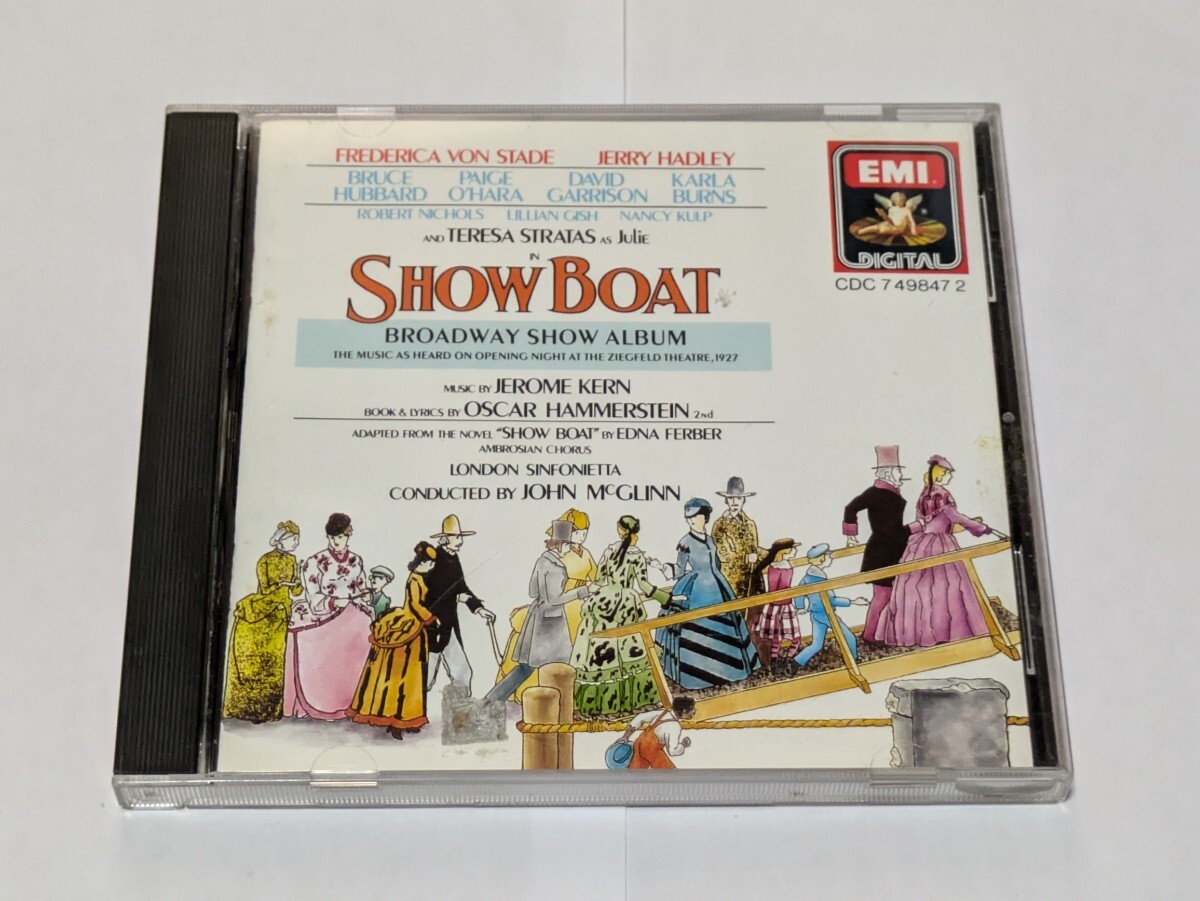 FREDERICA VON STADE JERRY HADLEY
BRUCE HUBBARD PAIGE O'HARA DAVID GARRISON KARLA BURNS
ROBERT NICHOLS LILLIAN GISH NANCY KULP
AND TERESA STRATAS AS Julie
IN
SHOW BOAT
BROADWAY SHOW ALBUM
THE MUSIC AS HEARD ON OPENING NIGHT AT THE ZIEGFELD THEATRE, 1927
MUSIC BY JEROME KERN
BOOK & LYRICS BY OSCAR HAMMERSTEIN 2nd
ADAPTED FROM THE NOVEL "SHOW BOAT" BY EDNA FERBER
AMBROSIAN CHORUS
LONDON SINFONIETTA
CONDUCTED BY JOHN McGLINN
EMI
DIGITAL
CDC 7 49847 2